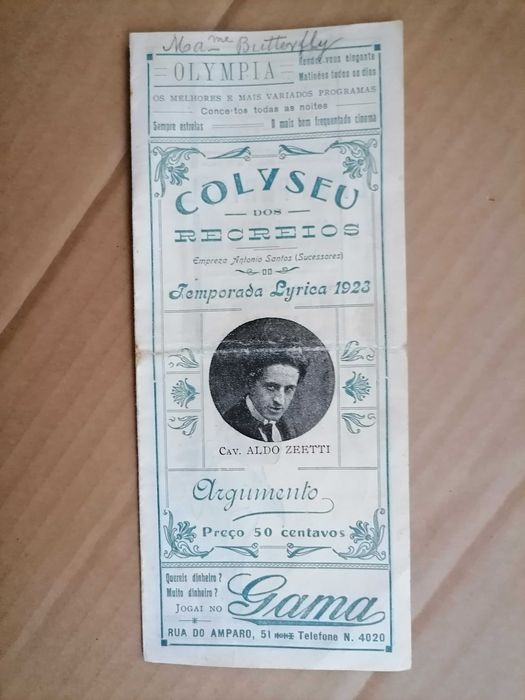 Ma^me Butterfly
OLYMPIA
Rendez-vous elegante
Matinées todos os dias
OS MELHORES E MAIS VARIADOS PROGRAMAS
Concertos todas as noites
Sempre estreias
O mais bem frequentado cinema
COLYSEU
DOS
RECREIOS
Empreza Antonio Santos (Sucessores)
Temporada Lyrica 1923
CAV. ALDO ZEETTI
Argumento
Preço 50 centavos
Quereis dinheiro?
Muito dinheiro?
JOGAI NO
Gama
RUA DO AMPARO, 51
Telefone N. 4020